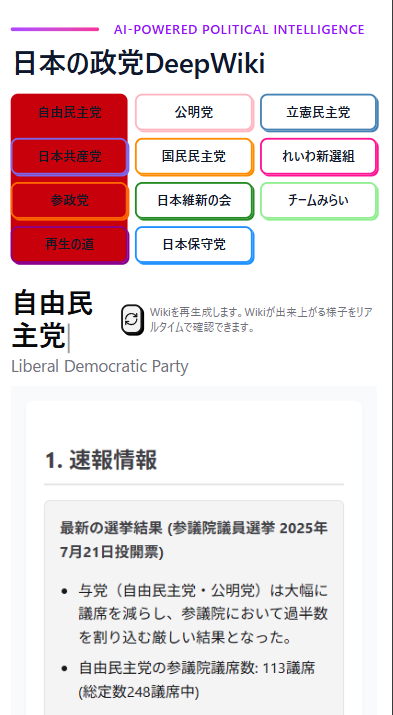 AI-POWERED POLITICAL INTELLIGENCE
日本の政党DeepWiki
自由民主党 公明党 立憲民主党
日本共産党 国民民主党 れいわ新選組
参政党 日本維新の会 チームみらい
再生の道 日本保守党
自由民
主党
Wikiを再生成します。Wikiが出来上がる様子をリア
ルタイムで確認できます。
Liberal Democratic Party
1. 速報情報
最新の選挙結果 (参議院議員選挙 2025年
7月21日投開票)
• 与党（自由民主党・公明党）は大幅に
議席を減らし、参議院において過半数
を割り込む厳しい結果となった。
• 自由民主党の参議院議席数: 113議席
(総定数248議席中)